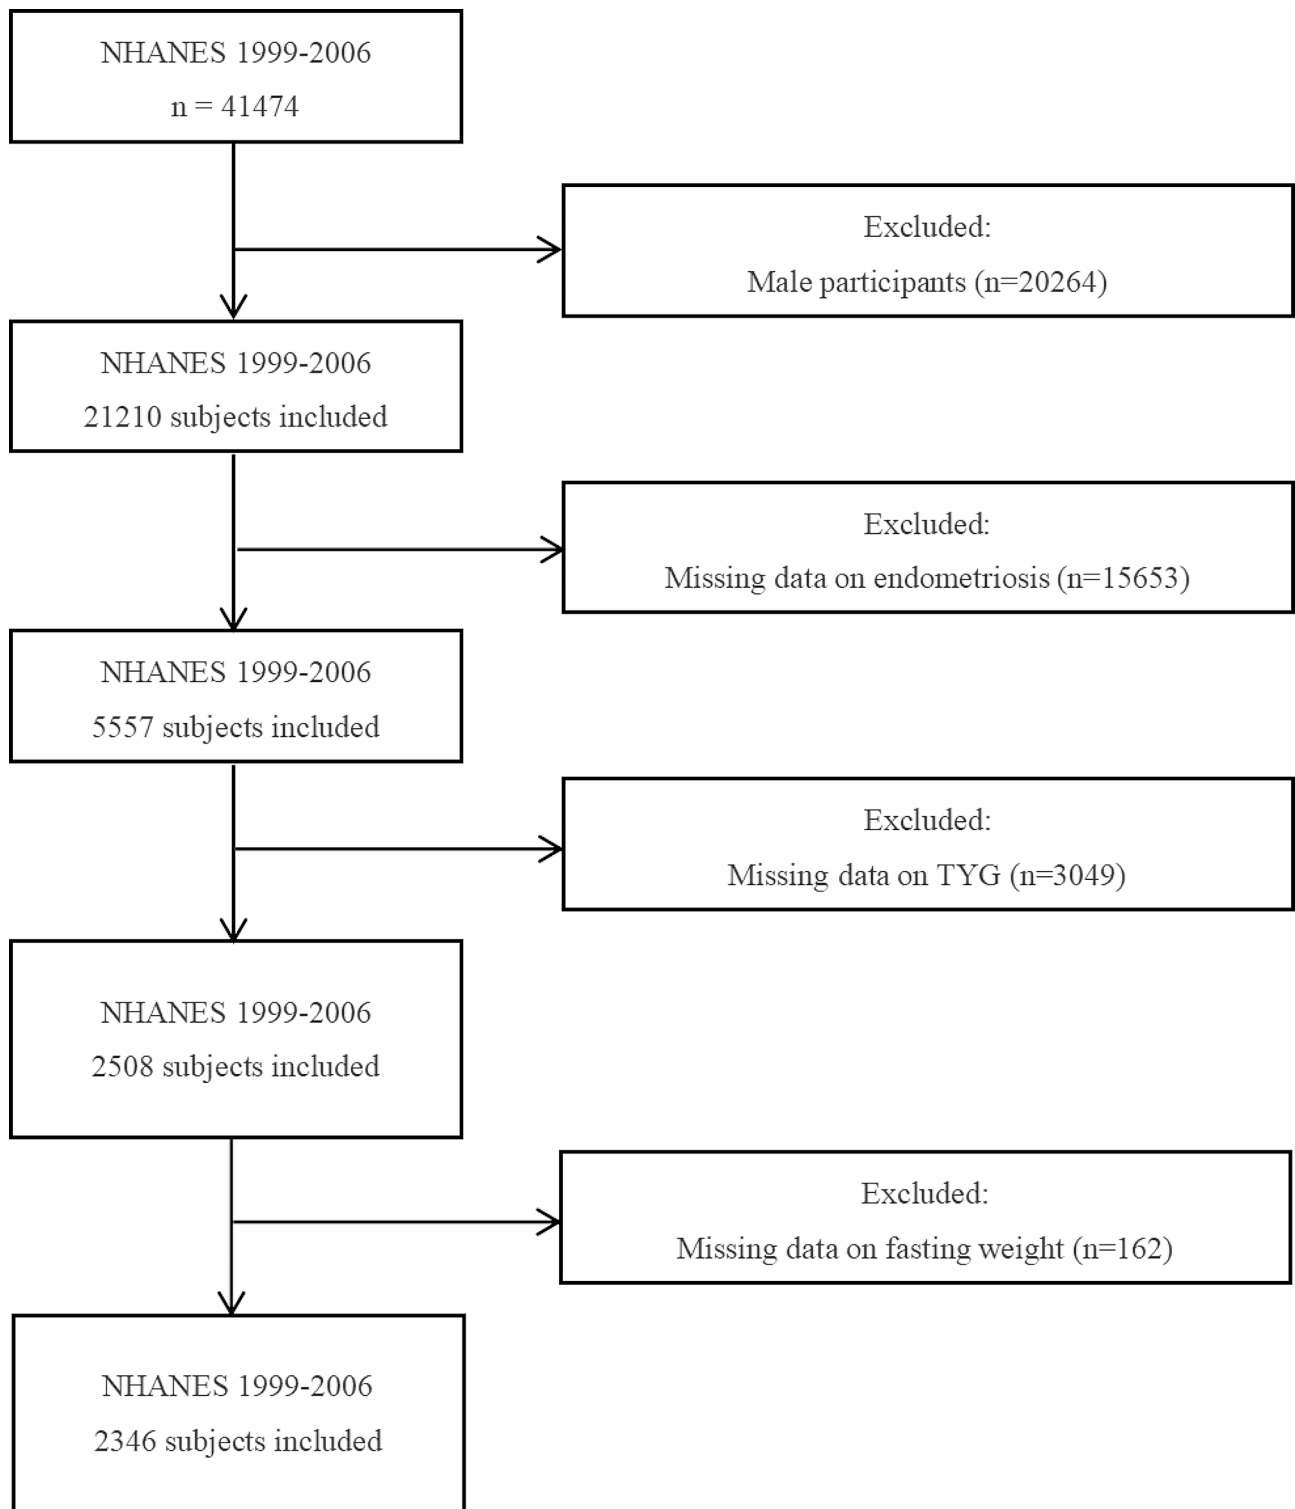 NHANES 1999-2006
n = 41474
Excluded:
Male participants (n=20264)
NHANES 1999-2006
21210 subjects included
Excluded:
Missing data on endometriosis (n=15653)
NHANES 1999-2006
5557 subjects included
Excluded:
Missing data on TYG (n=3049)
NHANES 1999-2006
2508 subjects included
Excluded:
Missing data on fasting weight (n=162)
NHANES 1999-2006
2346 subjects included